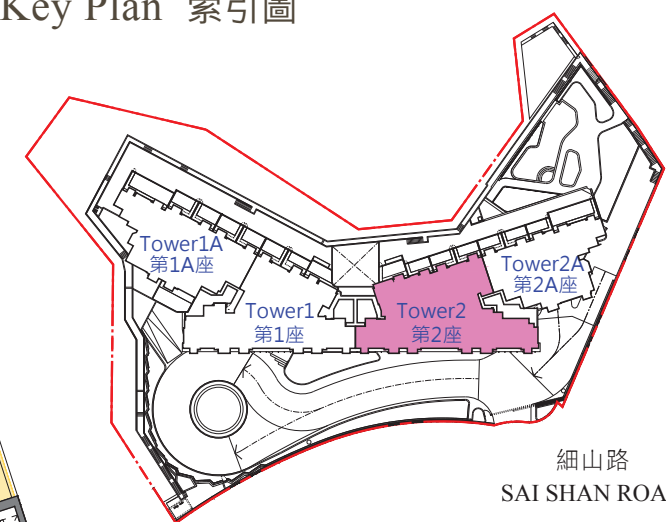 Key Plan 索引圖
Tower1A
第1A座
Tower1
第1座
Tower2
第2座
Tower2A
第2A座
細山路
SAI SHAN ROA